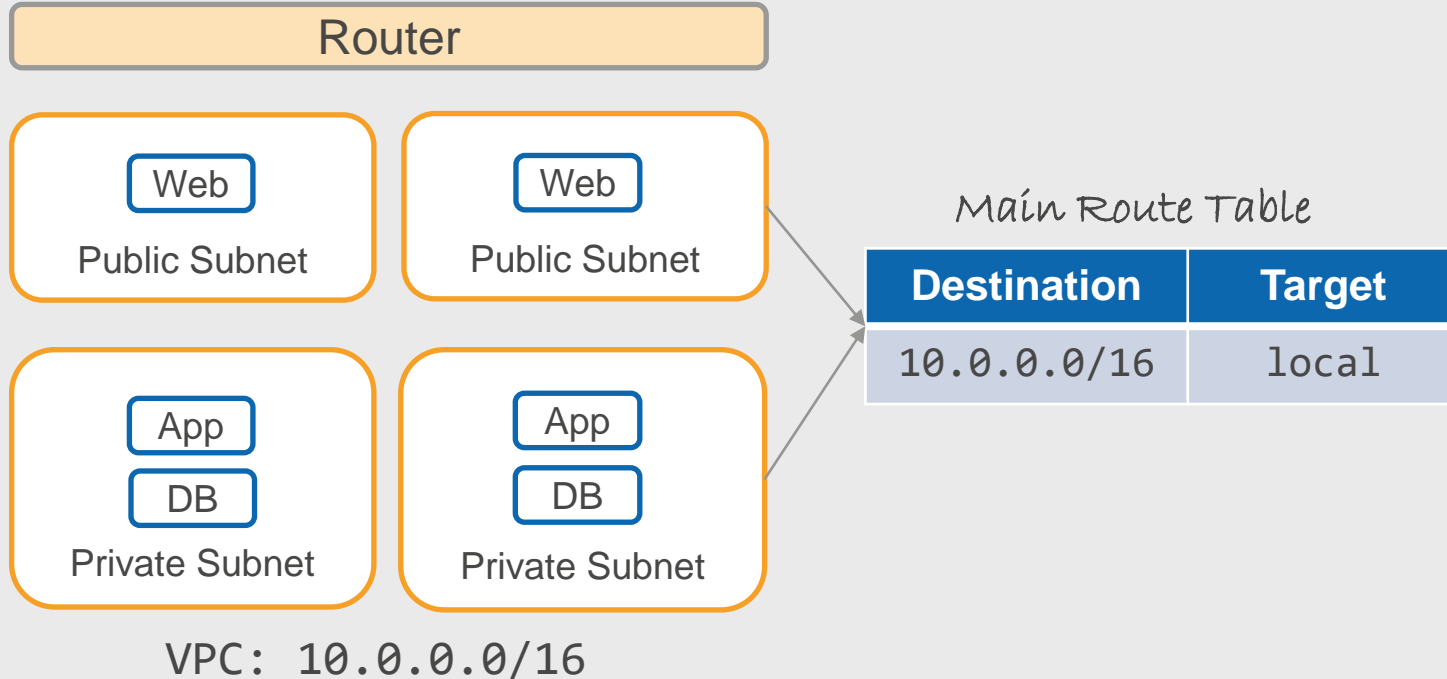 Router
Web
Public Subnet
Web
Public Subnet
App
DB
Private Subnet
App
DB
Private Subnet
VPC: 10.0.0.0/16
Main Route Table
Destination Target
10.0.0.0/16 local